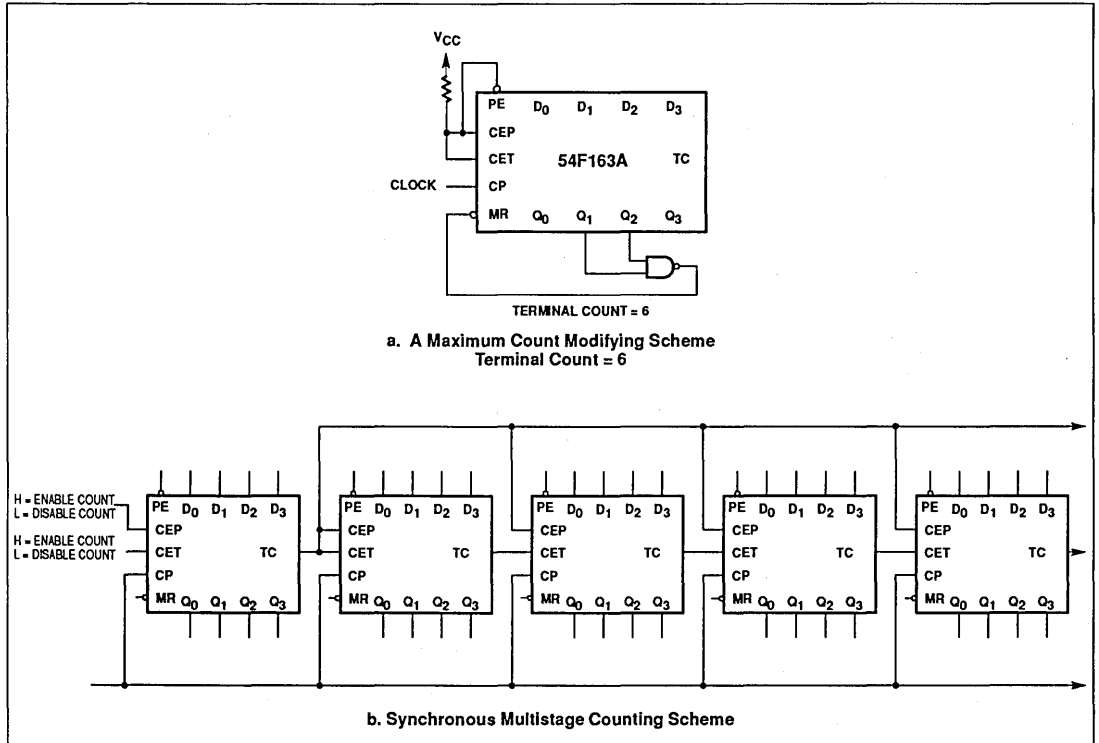 VCC
PE D0 D1 D2 D3
CEP
CET 54F163A TC
CLOCK CP
MR Q0 Q1 Q2 Q3
TERMINAL COUNT = 6
a. A Maximum Count Modifying Scheme
Terminal Count = 6
H = ENABLE COUNT
L = DISABLE COUNT
H = ENABLE COUNT
L = DISABLE COUNT
PE D0 D1 D2 D3
CEP
CET TC
CP
MR Q0 Q1 Q2 Q3
PE D0 D1 D2 D3
CEP
CET TC
CP
MR Q0 Q1 Q2 Q3
PE D0 D1 D2 D3
CEP
CET TC
CP
MR Q0 Q1 Q2 Q3
PE D0 D1 D2 D3
CEP
CET TC
CP
MR Q0 Q1 Q2 Q3
PE D0 D1 D2 D3
CEP
CET TC
CP
MR Q0 Q1 Q2 Q3
b. Synchronous Multistage Counting Scheme